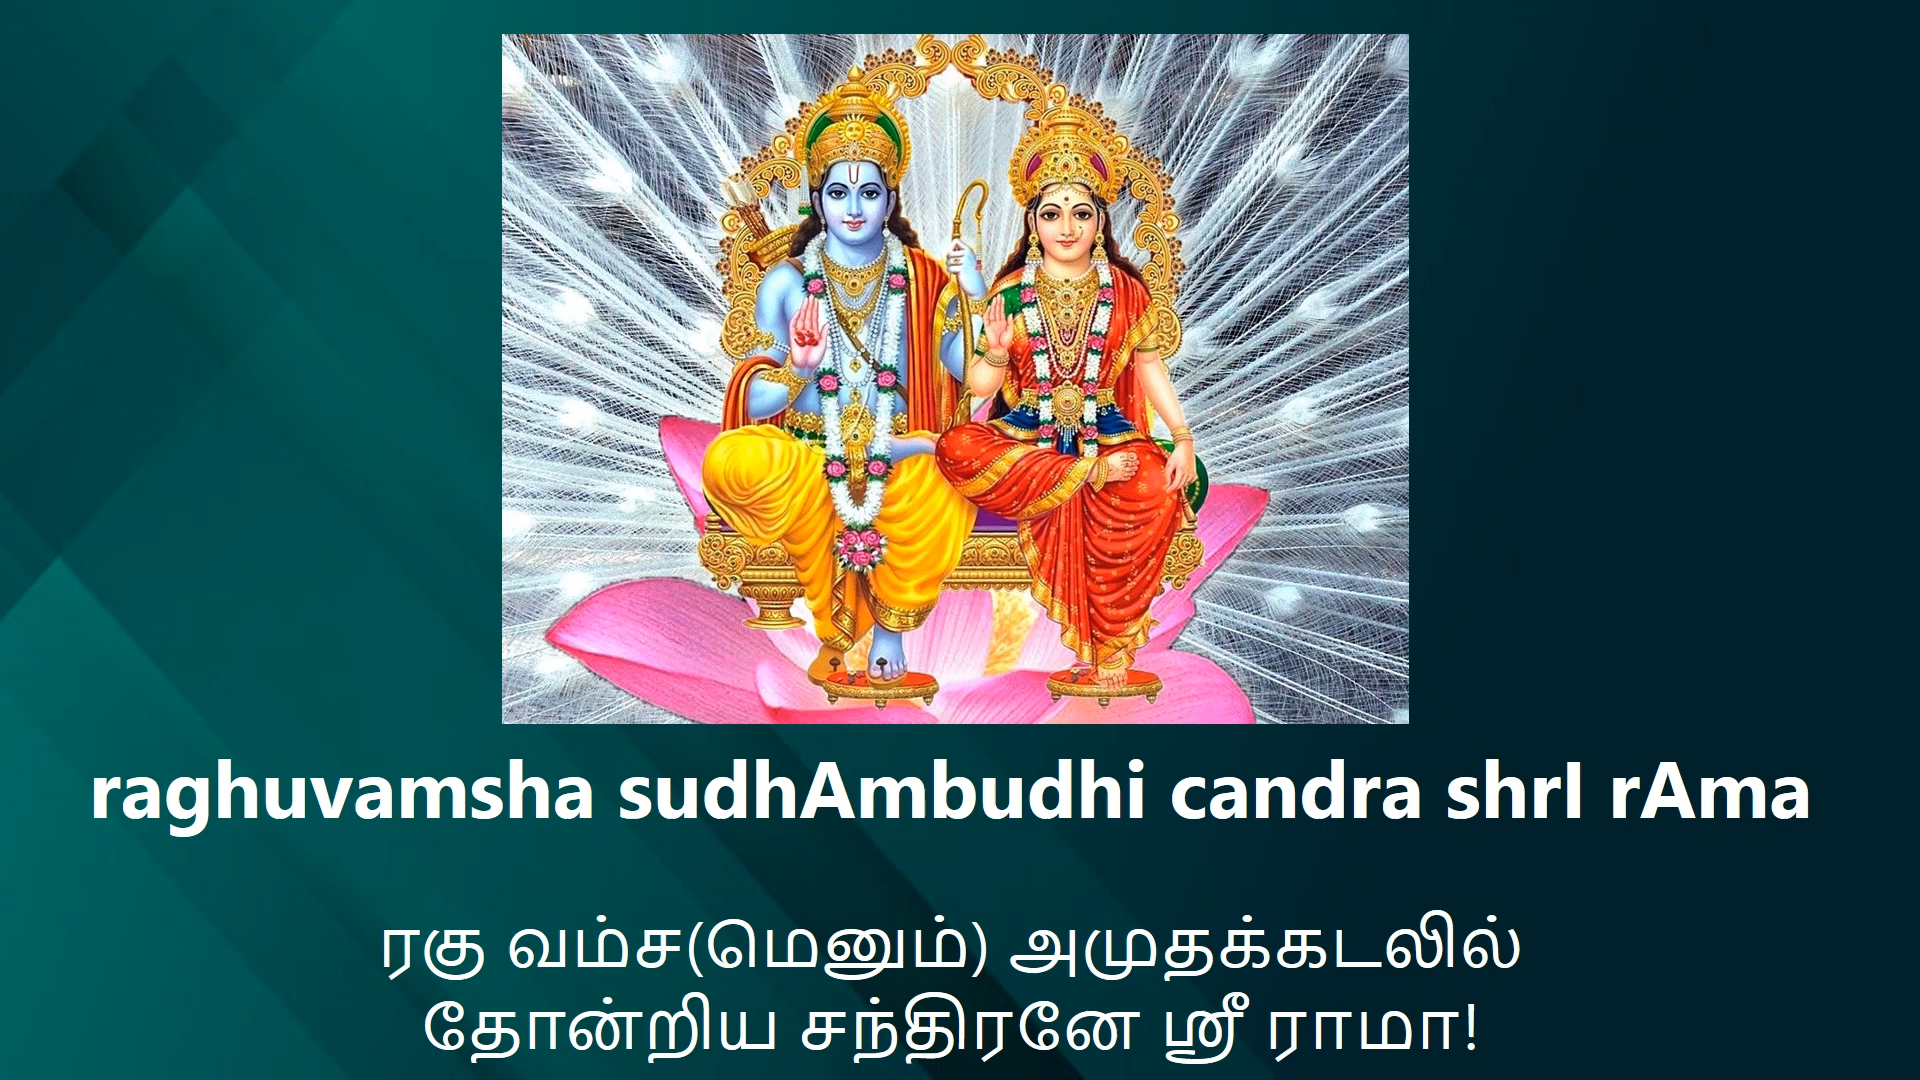 raghuvamsha sudhAmbudhi candra shrI rAma
ரகு வம்ச(மெனும்) அமுதக்கடலில்
தோன்றிய சந்திரனே ஸ்ரீ ராமா!